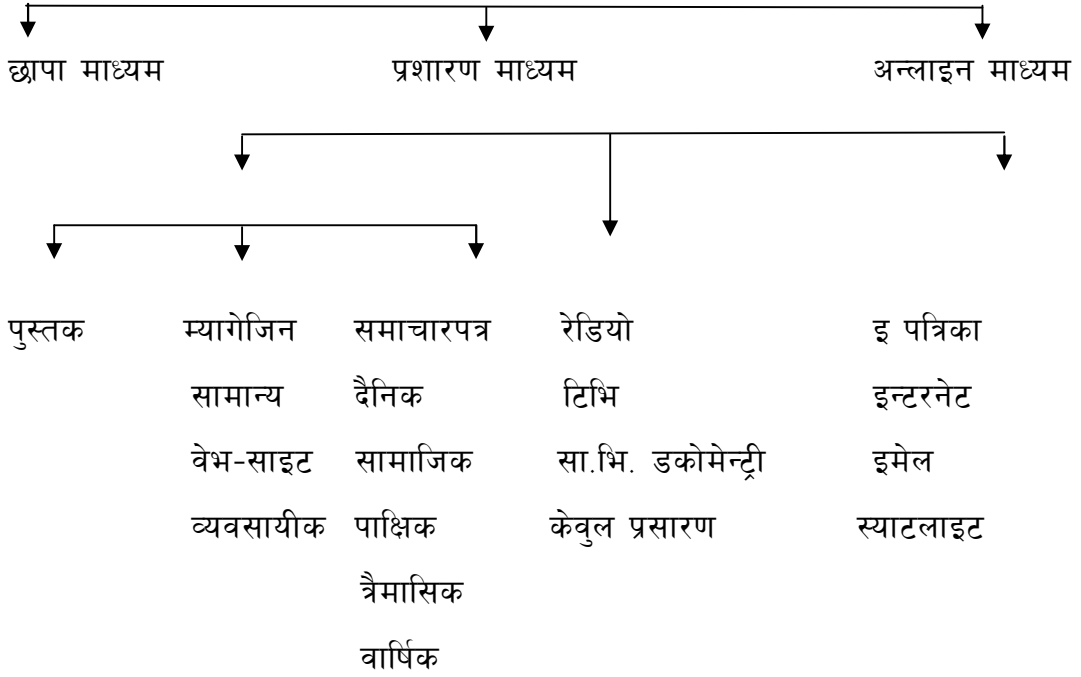 छापा माध्यम प्रशारण माध्यम अन्लाइन माध्यम
पुस्तक म्यागेजिन समाचारपत्र रेडियो इ पत्रिका
सामान्य दैनिक टिभि इन्टरनेट
वेभ-साइट सामाजिक सा.भि. डकोमेन्ट्री इमेल
व्यवसायीक पाक्षिक केवुल प्रसारण स्याटलाइट
त्रैमासिक
वार्षिक